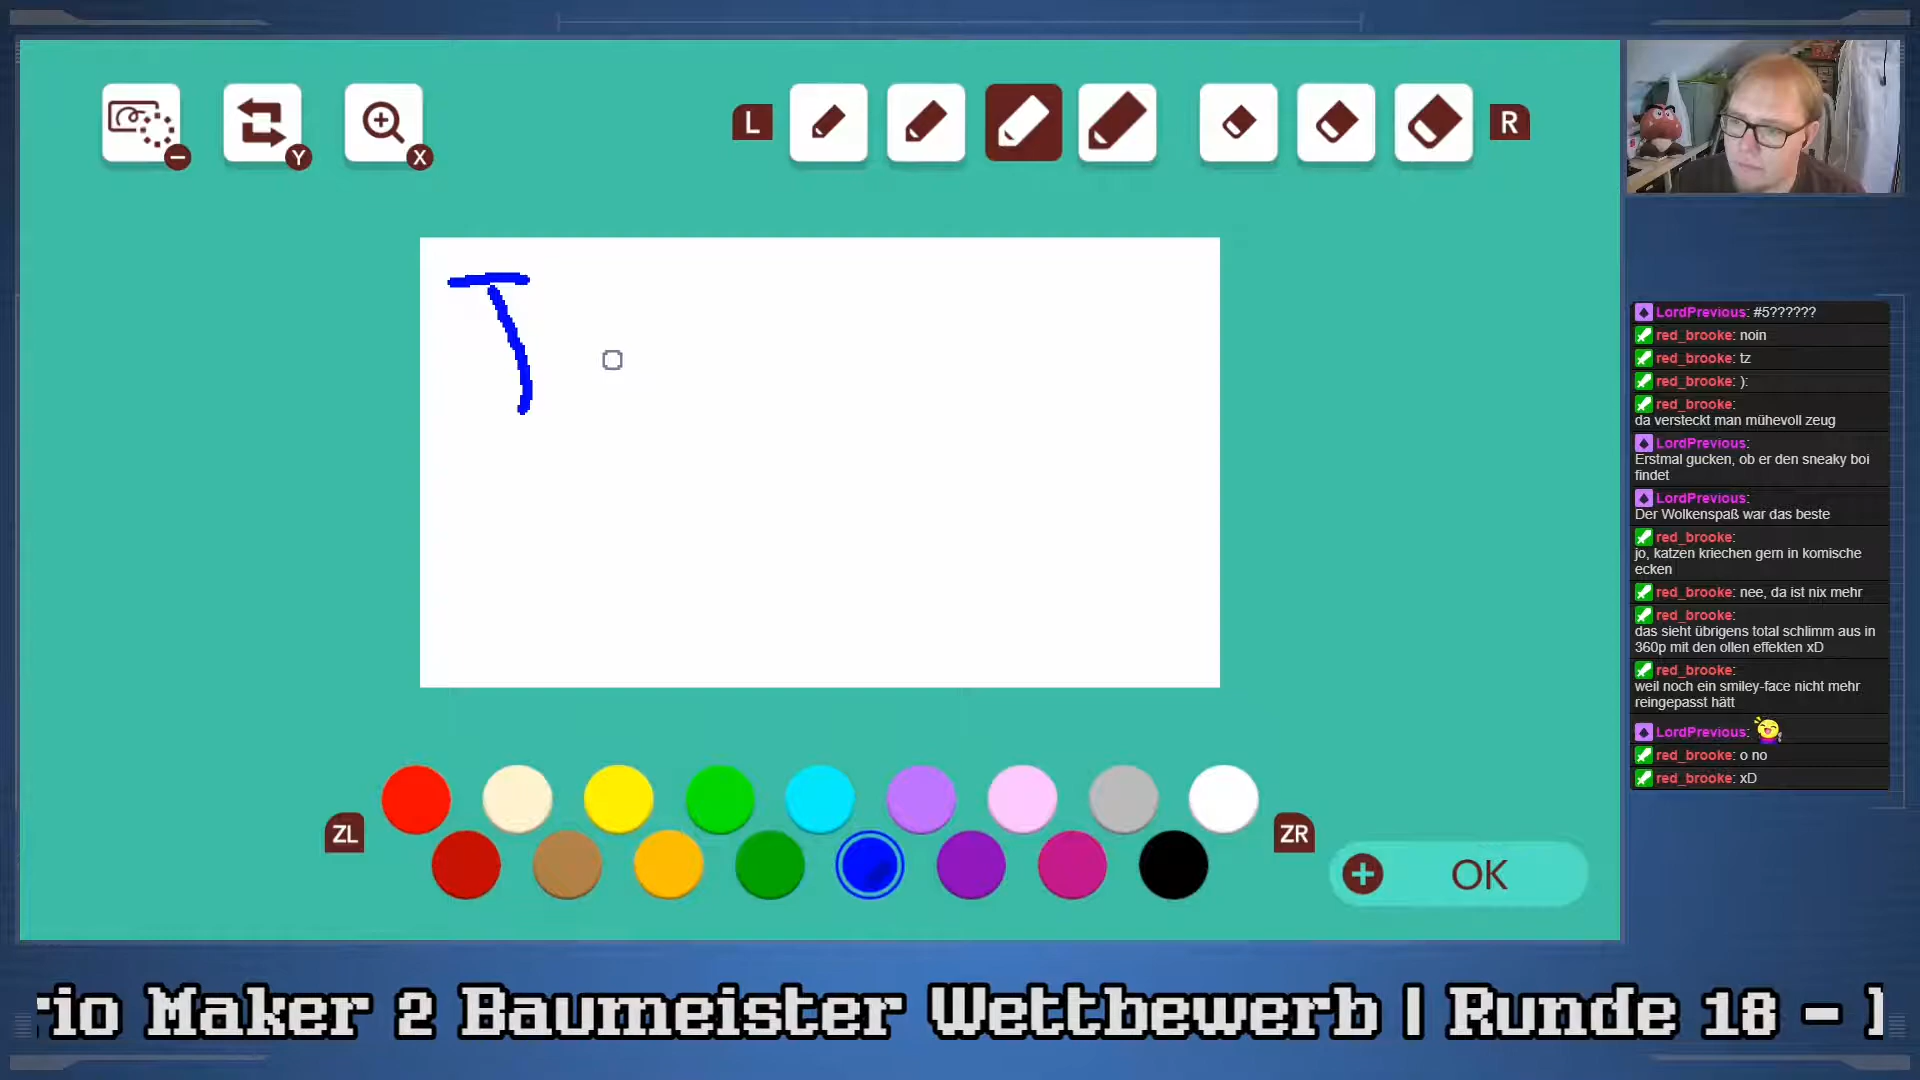 L
R
Y
X
T
ZL
ZR
OK
LordPrevious: #5??????
red_brooke: noin
red_brooke: tz
red_brooke: ):
red_brooke:
da versteckt man mühevoll zeug
LordPrevious:
Erstmal gucken, ob er den sneaky boi
findet
LordPrevious:
Der Wolkenspaß war das beste
red_brooke:
jo, katzen kriechen gern in komische
ecken
red_brooke: nee, da ist nix mehr
red_brooke:
das sieht übrigens total schlimm aus in
360p mit den ollen effekten xD
red_brooke:
weil noch ein smiley-face nicht mehr
reingepasst hätt
LordPrevious:
red_brooke: o no
red_brooke: xD
rio Maker 2 Baumeister Wettbewerb | Runde 18 -